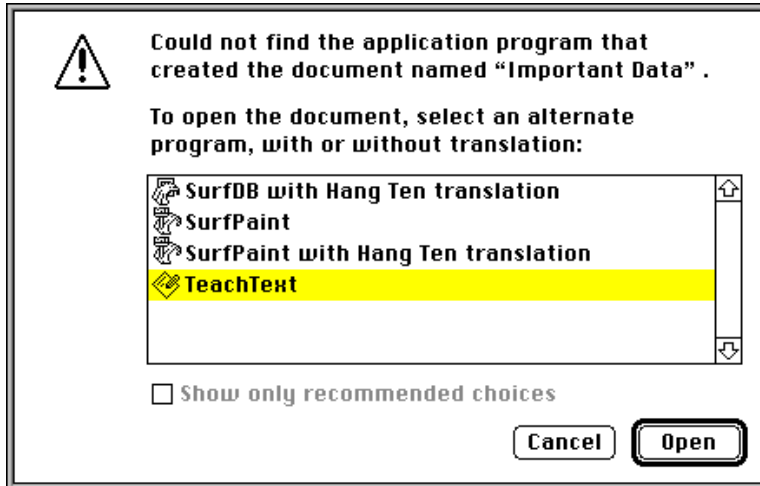 Could not find the application program that
created the document named “Important Data” .
To open the document, select an alternate
program, with or without translation:
SurfDB with Hang Ten translation
SurfPaint
SurfPaint with Hang Ten translation
TeachText
Show only recommended choices
Cancel Open